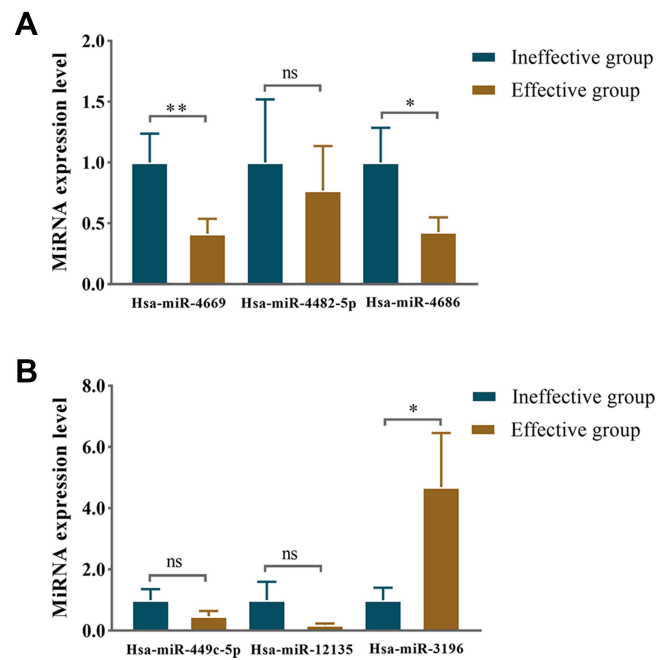 A
MiRNA expression level
2.0
1.5
1.0
0.5
0.0
**
ns
*
Ineffective group
Effective group
Hsa-miR-4669 Hsa-miR-4482-5p Hsa-miR-4686
B
MiRNA expression level
8.0
6.0
4.0
2.0
0.0
ns
ns
*
Ineffective group
Effective group
Hsa-miR-449c-5p Hsa-miR-12135 Hsa-miR-3196